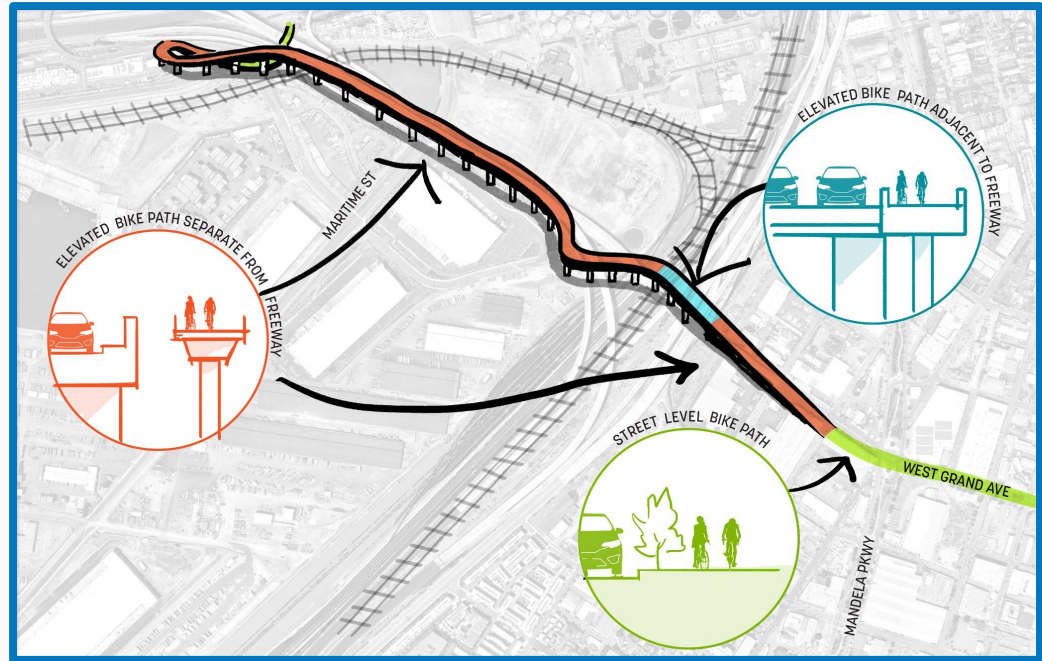 ELEVATED BIKE PATH SEPARATE FROM FREEWAY
MARITIME ST
ELEVATED BIKE PATH ADJACENT TO FREEWAY
STREET LEVEL BIKE PATH
WEST GRAND AVE
MANDELA PKWY